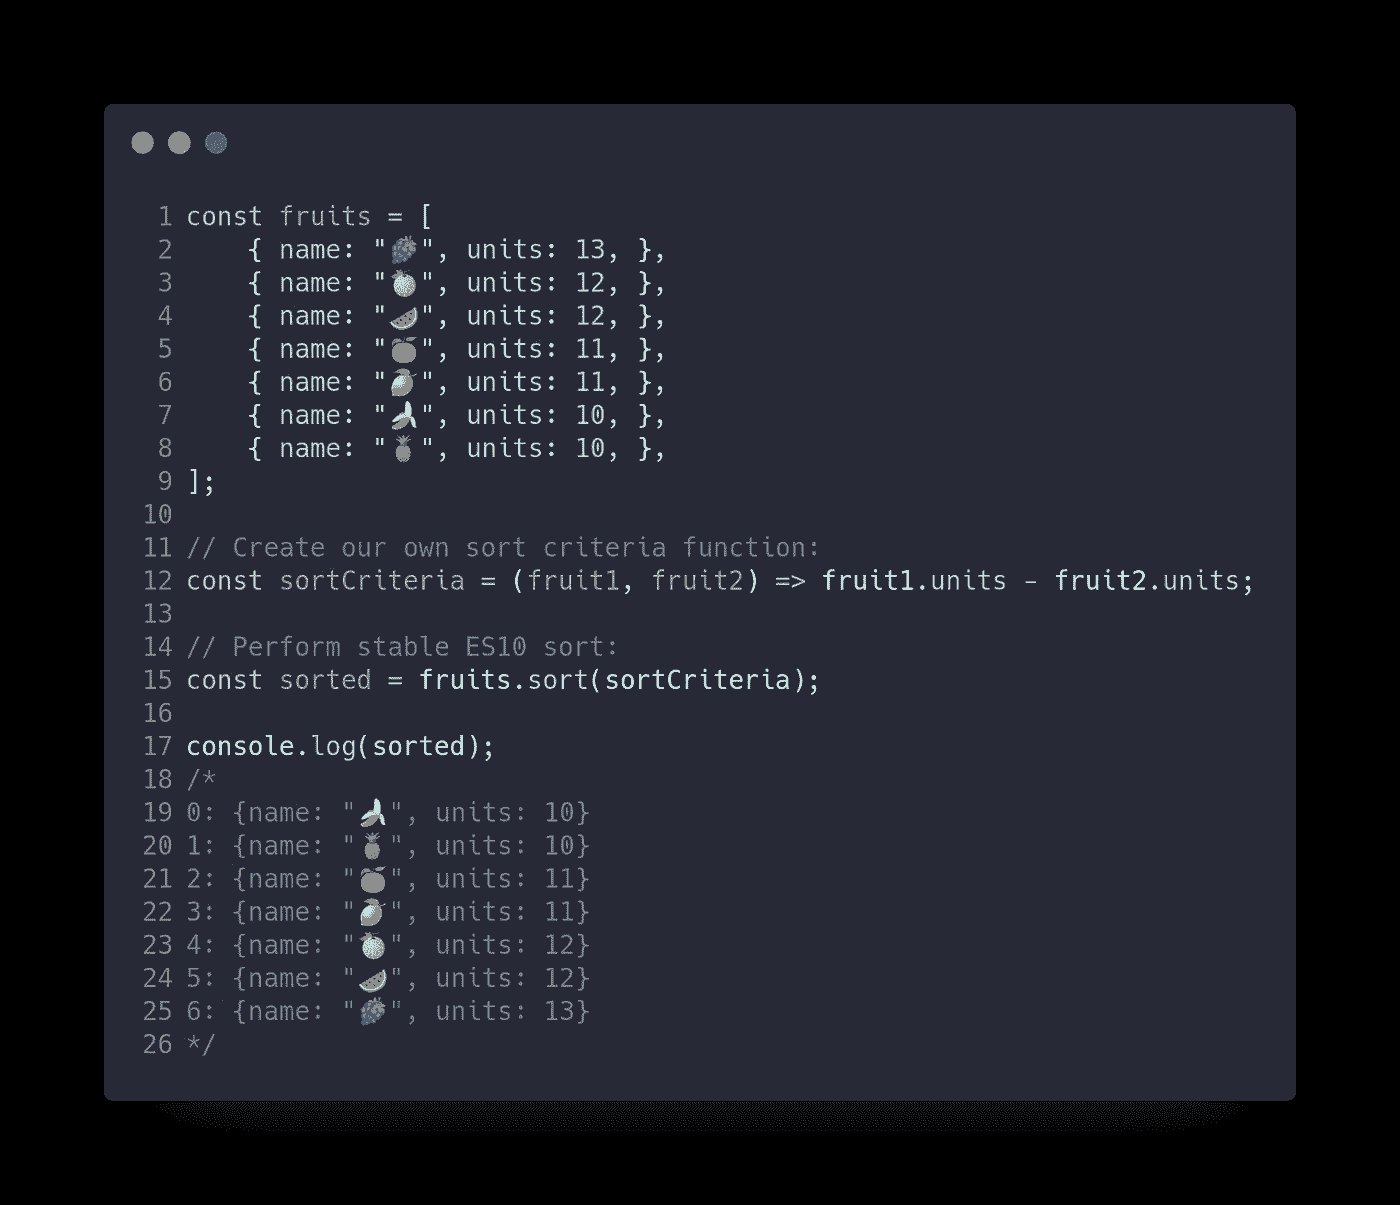 1 const fruits = [
2     { name: "🍇", units: 13, },
3     { name: "🍊", units: 12, },
4     { name: "🍉", units: 12, },
5     { name: "🍎", units: 11, },
6     { name: "🍋", units: 11, },
7     { name: "🍌", units: 10, },
8     { name: "🍍", units: 10, },
9 ];
10
11 // Create our own sort criteria function:
12 const sortCriteria = (fruit1, fruit2) => fruit1.units - fruit2.units;
13
14 // Perform stable ES10 sort:
15 const sorted = fruits.sort(sortCriteria);
16
17 console.log(sorted);
18 /*
19 0: {name: "🍌", units: 10}
20 1: {name: "🍍", units: 10}
21 2: {name: "🍎", units: 11}
22 3: {name: "🍋", units: 11}
23 4: {name: "🍊", units: 12}
24 5: {name: "🍉", units: 12}
25 6: {name: "🍇", units: 13}
26 */